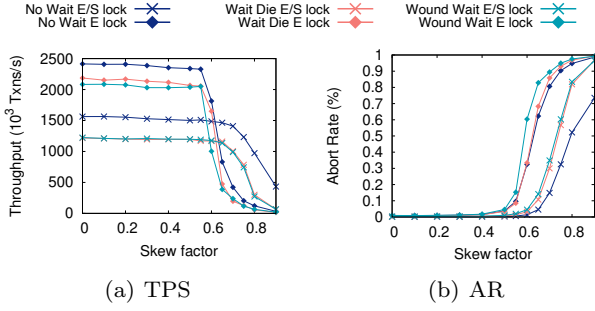 No Wait E/S lock Wait Die E/S lock Wound Wait E/S lock
No Wait E lock Wait Die E lock Wound Wait E lock
Throughput (10³ Txns/s)
2500
2000
1500
1000
500
0
0 0.2 0.4 0.6 0.8
Skew factor
(a) TPS
Abort Rate (%)
1
0.9
0.8
0.7
0.6
0.5
0.4
0.3
0.2
0.1
0
0 0.2 0.4 0.6 0.8
Skew factor
(b) AR